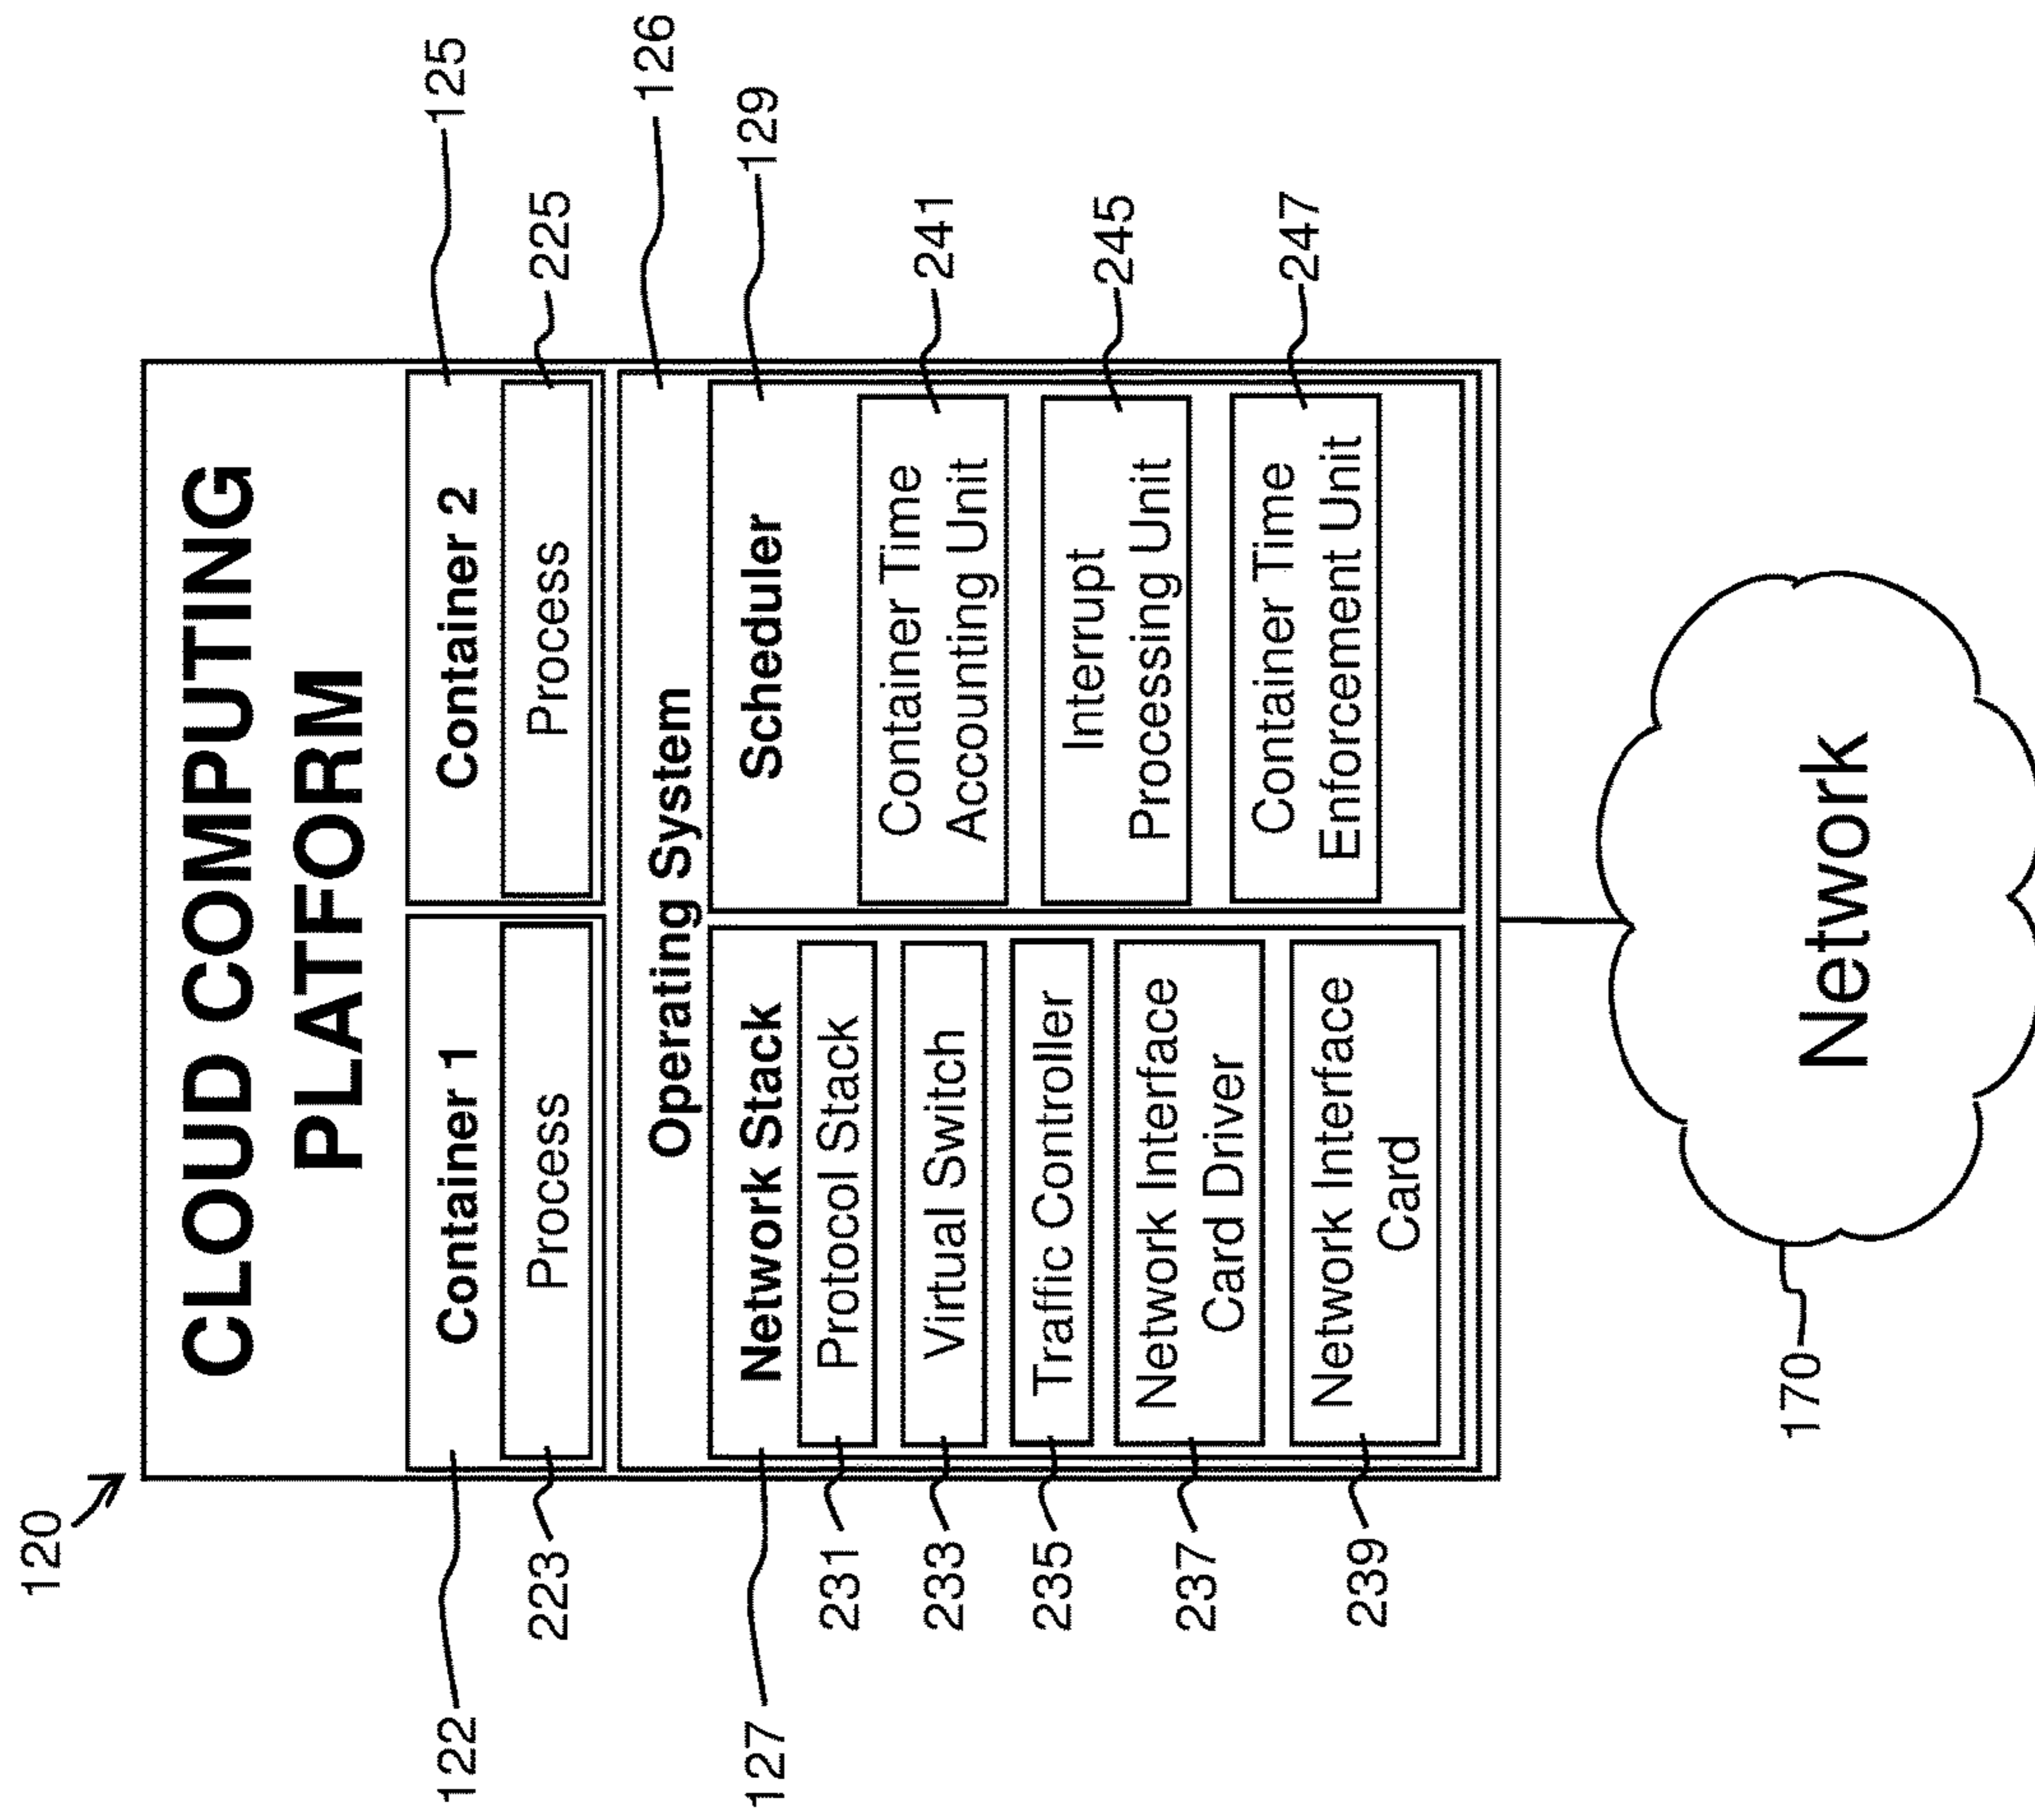 120
CLOUD COMPUTING
PLATFORM
122
Container 1
Container 2
125
223
Process
Process
225
Operating System
126
127
Network Stack
Scheduler
129
231
Protocol Stack
233
Virtual Switch
235
Traffic Controller
237
Network Interface
Card Driver
239
Network Interface
Card
Container Time
Accounting Unit
241
Interrupt
Processing Unit
245
Container Time
Enforcement Unit
247
170
Network